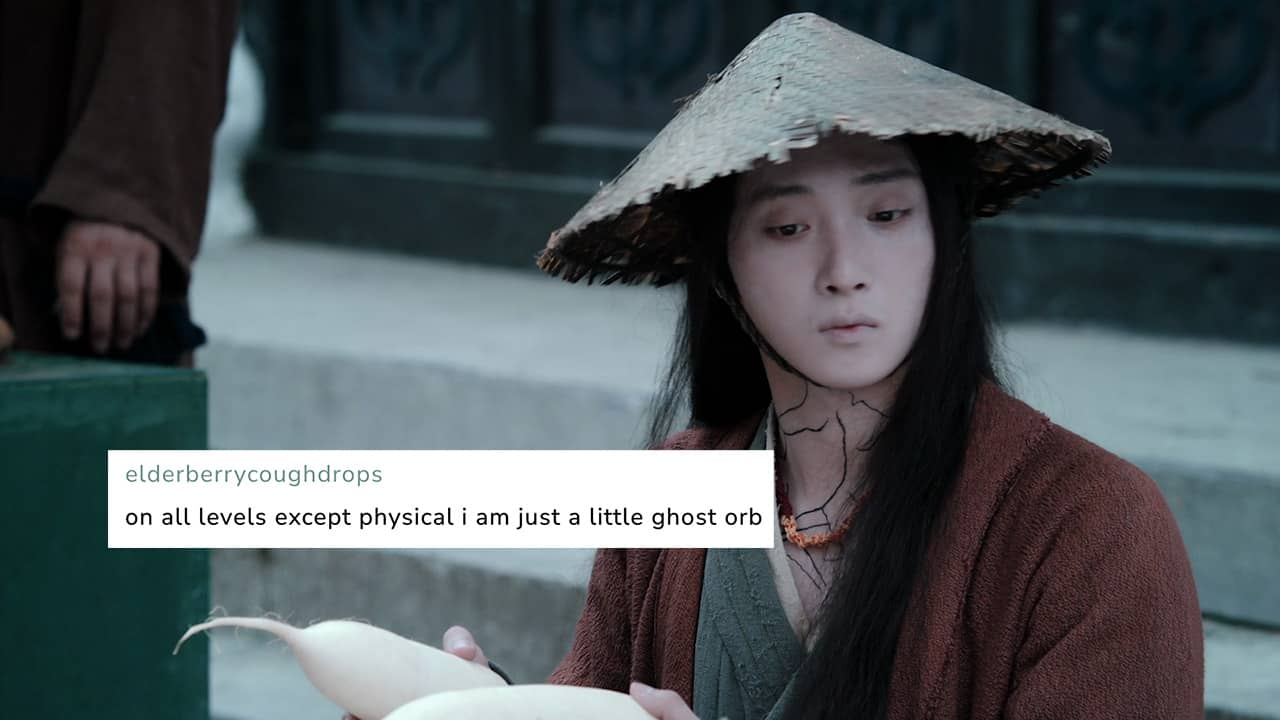 elderberrycoughdrops
on all levels except physical i am just a little ghost orb